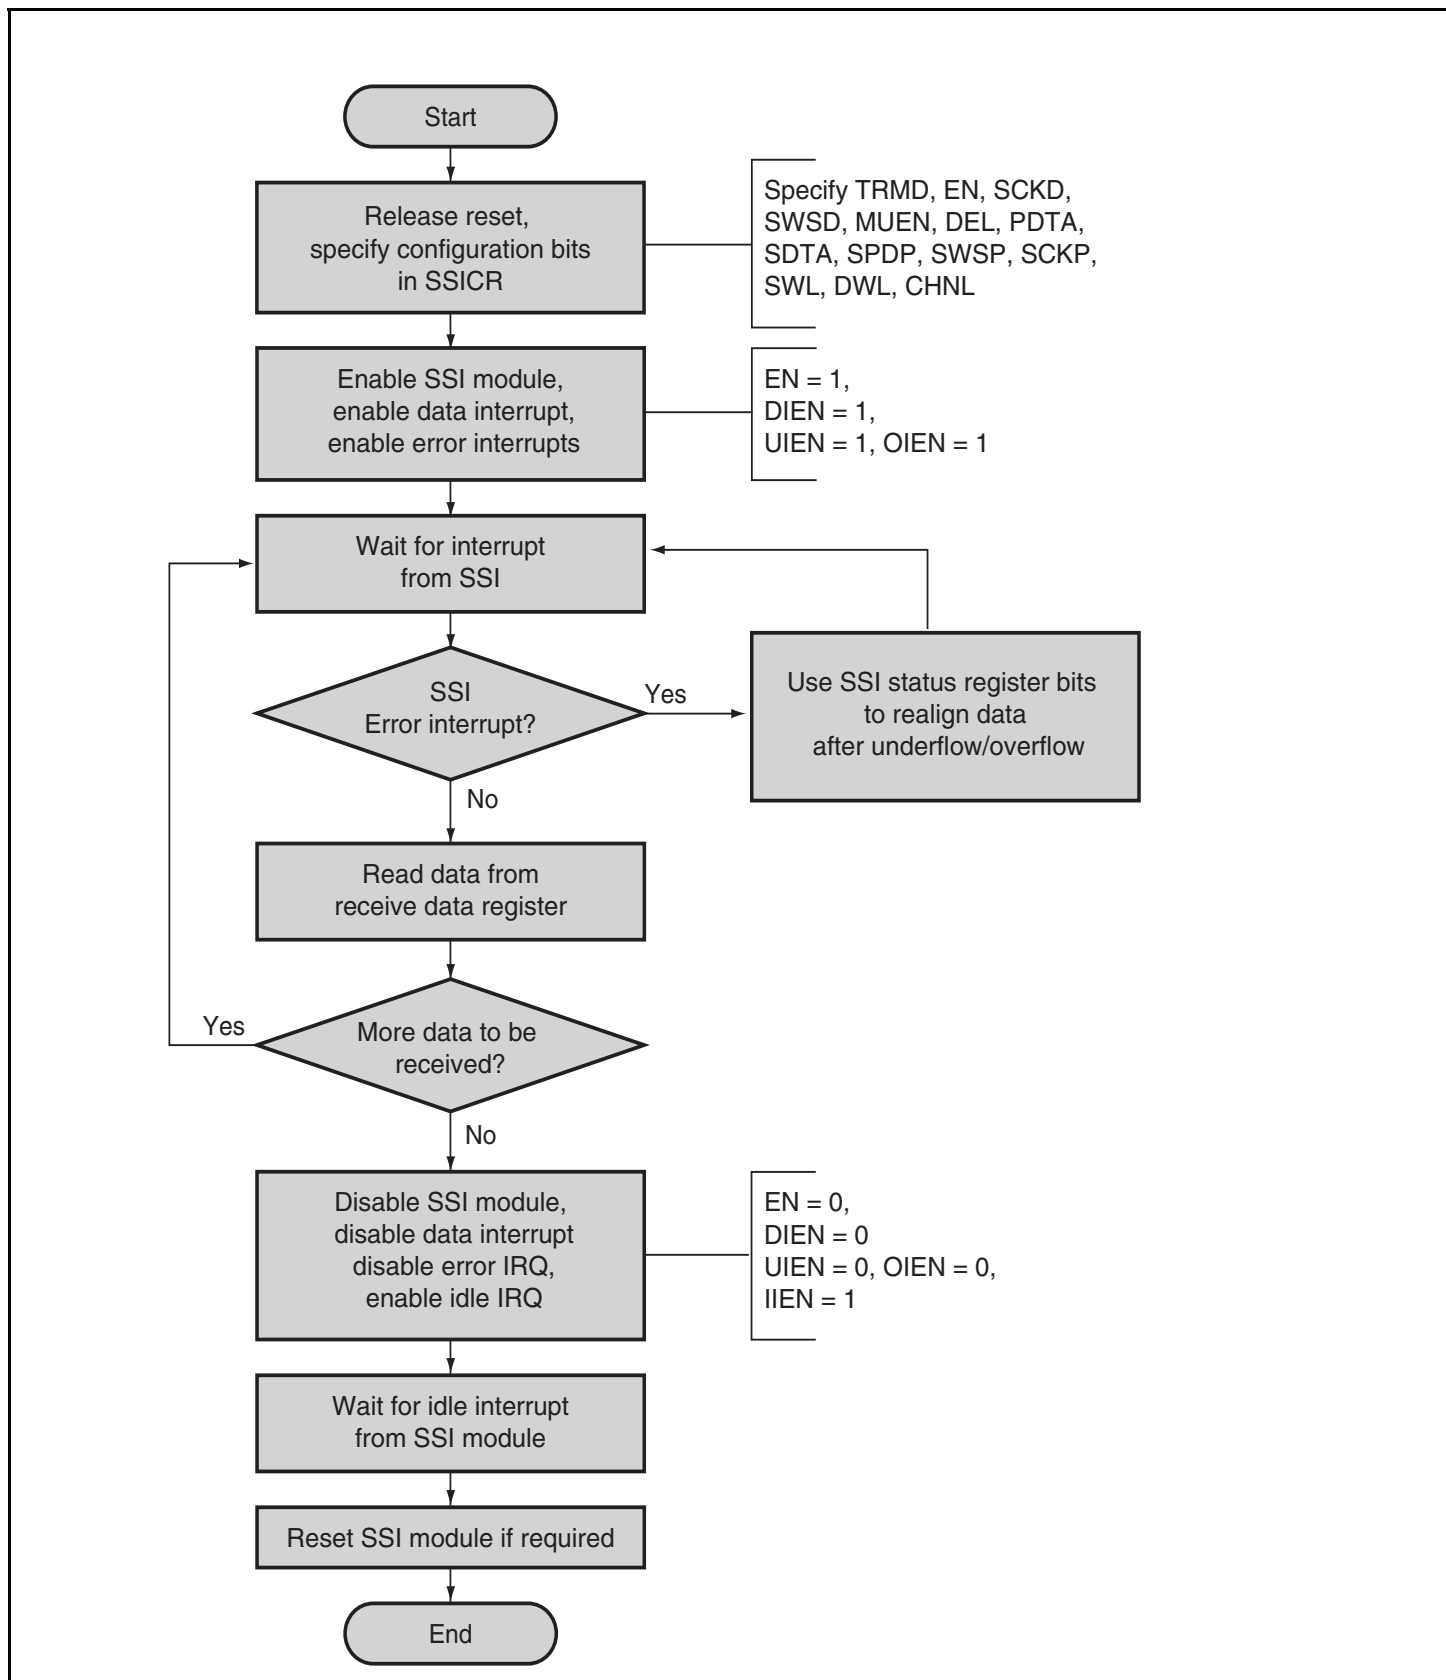 Start
Release reset,
specify configuration bits
in SSICR
Specify TRMD, EN, SCKD,
SWSD, MUEN, DEL, PDTA,
SDTA, SPDP, SWSP, SCKP,
SWL, DWL, CHNL
Enable SSI module,
enable data interrupt,
enable error interrupts
EN = 1,
DIEN = 1,
UIEN = 1, OIEN = 1
Wait for interrupt
from SSI
SSI
Error interrupt?
Yes
Use SSI status register bits
to realign data
after underflow/overflow
No
Read data from
receive data register
More data to be
received?
Yes
No
Disable SSI module,
disable data interrupt
disable error IRQ,
enable idle IRQ
EN = 0,
DIEN = 0
UIEN = 0, OIEN = 0,
IIEN = 1
Wait for idle interrupt
from SSI module
Reset SSI module if required
End